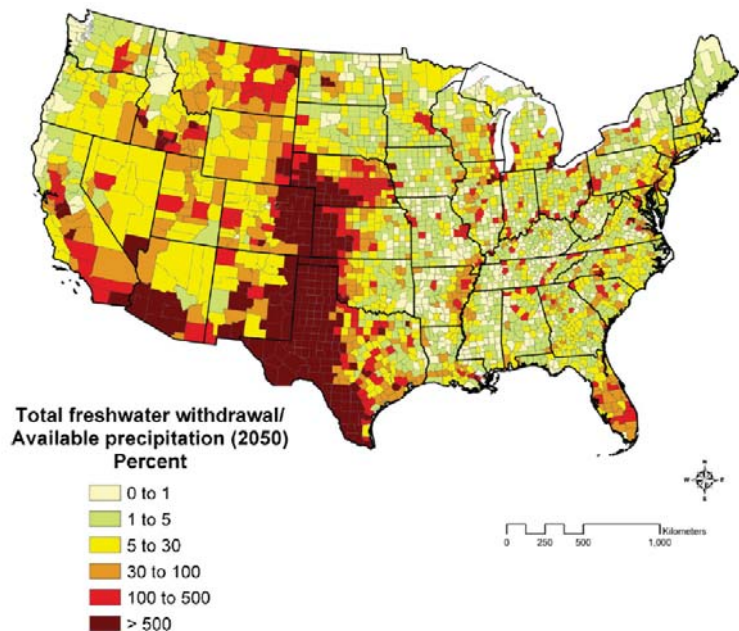 Total freshwater withdrawal/
Available precipitation (2050)
Percent
0 to 1
1 to 5
5 to 30
30 to 100
100 to 500
> 500
N
W E
S
Kilometers
0 250 500 1,000